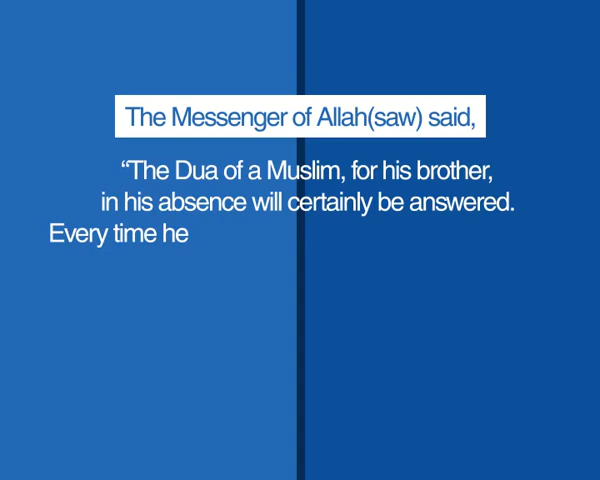 The Messenger of Allah(saw) said,
“The Dua of a Muslim, for his brother,
in his absence will certainly be answered.
Every time he